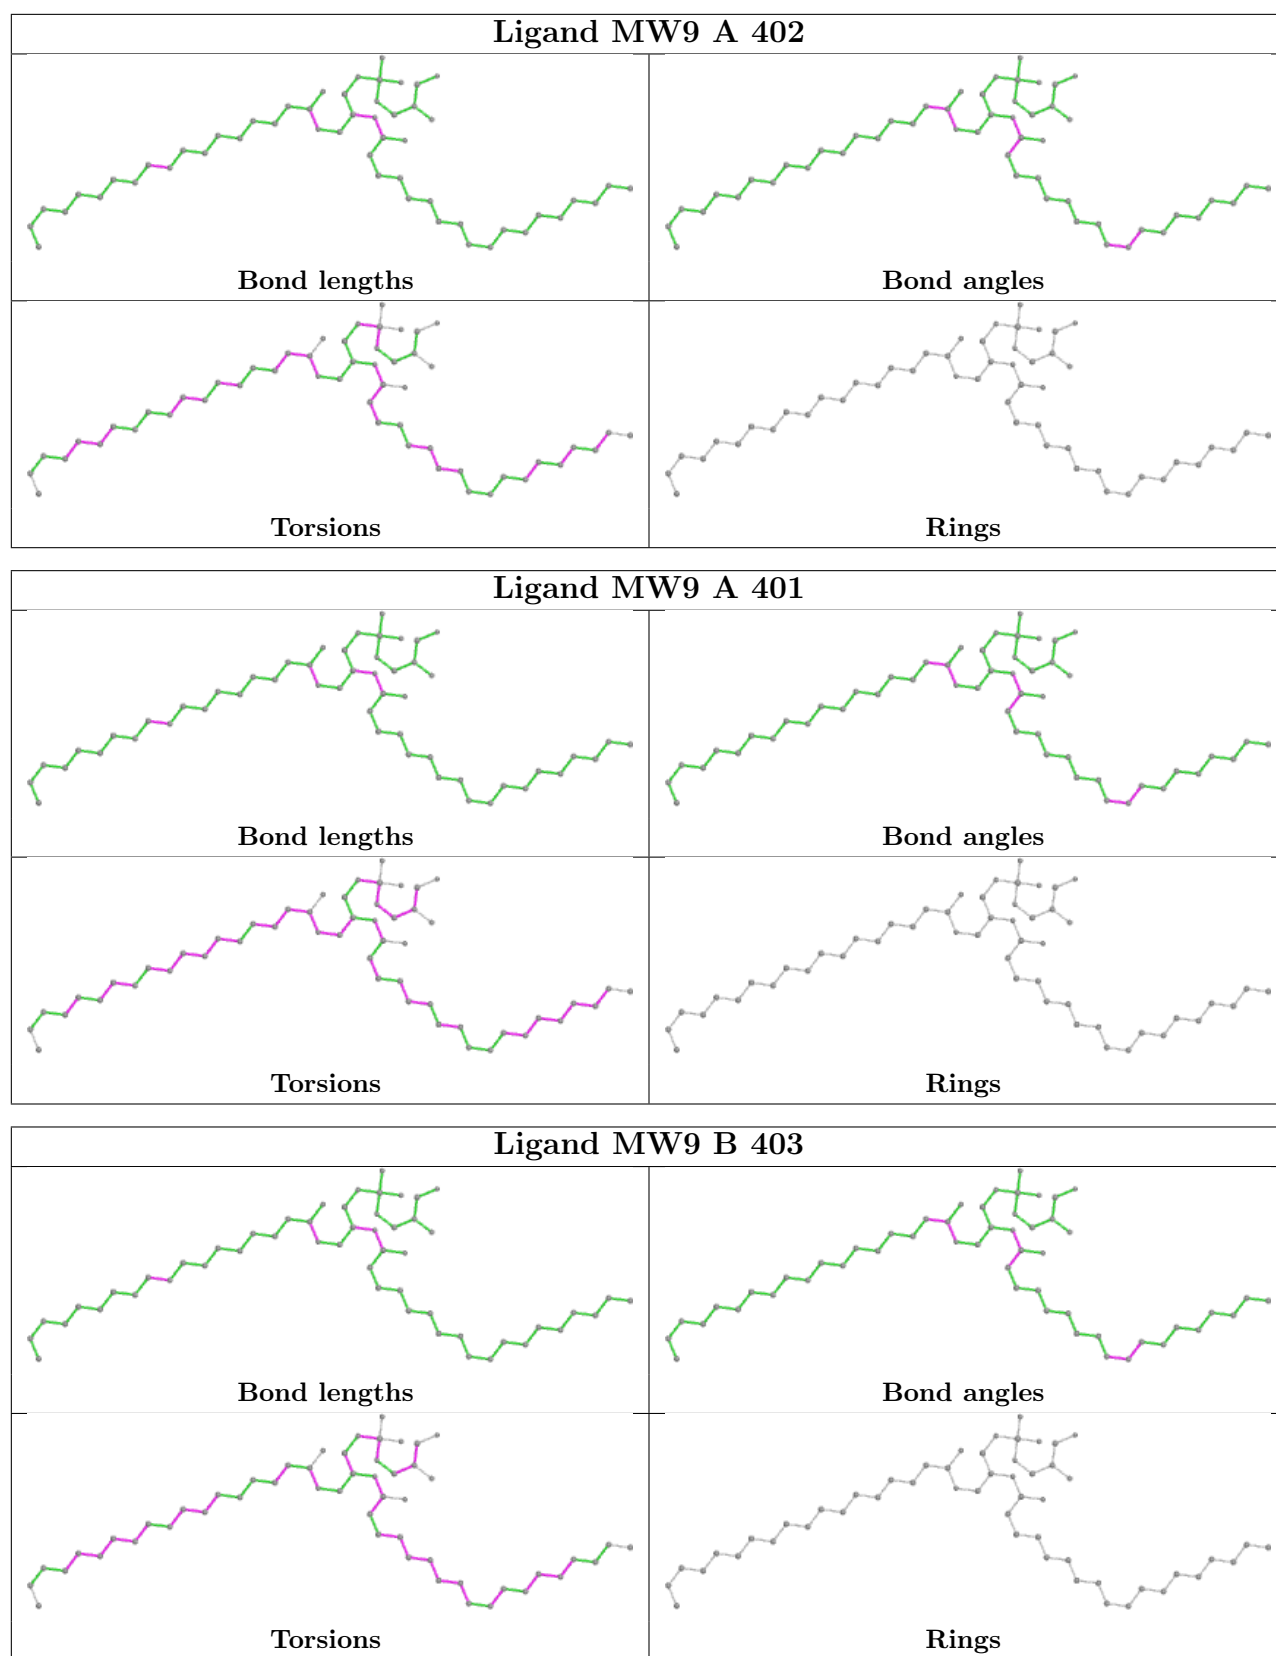 Ligand MW9 A 402
Bond lengths
Bond angles
Torsions
Rings
Ligand MW9 A 401
Bond lengths
Bond angles
Torsions
Rings
Ligand MW9 B 403
Bond lengths
Bond angles
Torsions
Rings